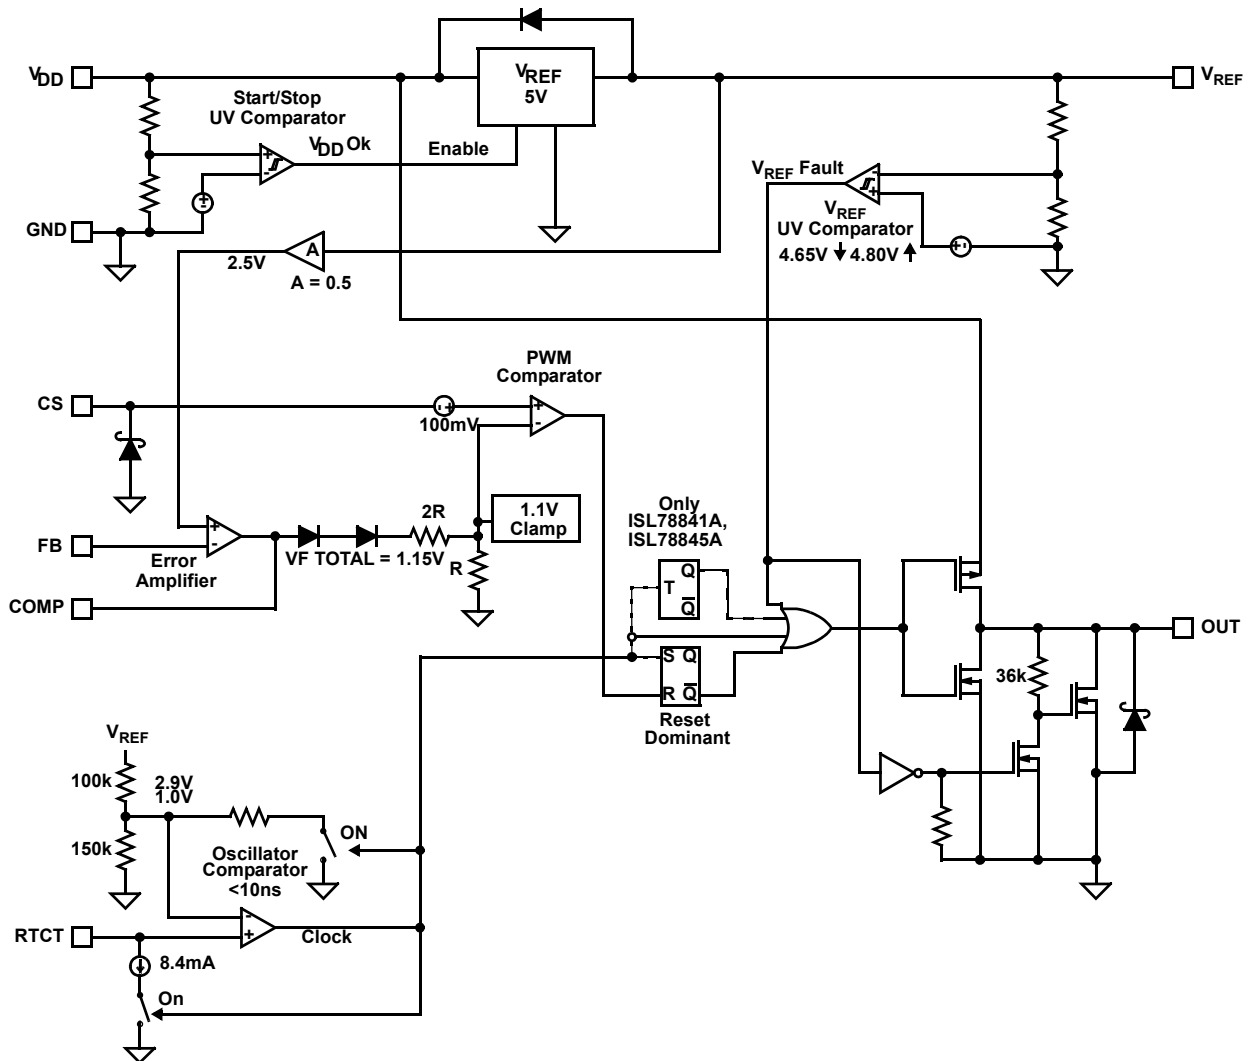 VDD
VREF
5V
VREF
Start/Stop
UV Comparator
+
-
VDD Ok
Enable
GND
+
-
VREF Fault
-
+
VREF
UV Comparator
4.65V 4.80V
+
-
A
2.5V
A = 0.5
PWM
Comparator
CS
- +
100mV
+
-
1.1V
Clamp
2R
R
Only
ISL78841A,
ISL78845A
FB
+
-
Error
Amplifier
VF TOTAL = 1.15V
COMP
T
Q
Q
S Q
R Q
Reset
Dominant
OUT
36k
VREF
100k
2.9V
1.0V
150k
ON
Oscillator
Comparator
<10ns
RTCT
-
+
Clock
8.4mA
On